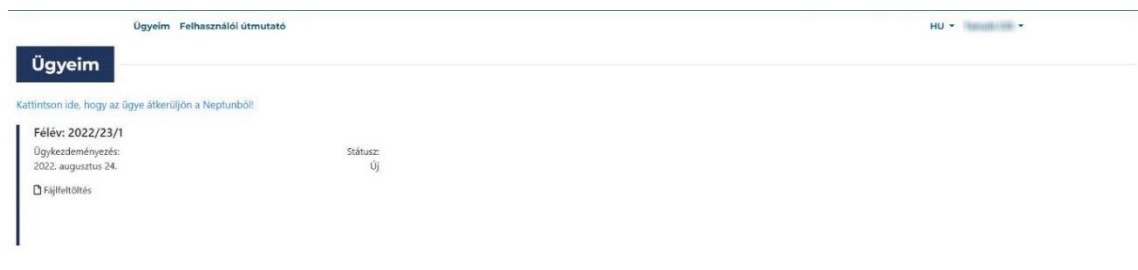 Ügyeim Felhasználói útmutató HU
Ügyeim
Kattintson ide, hogy az ügye átkerüljön a Neptunból!
Félév: 2022/23/1
Ügykezdeményezés: Státusz:
2022. augusztus 24. Új
Fájlfeltöltés